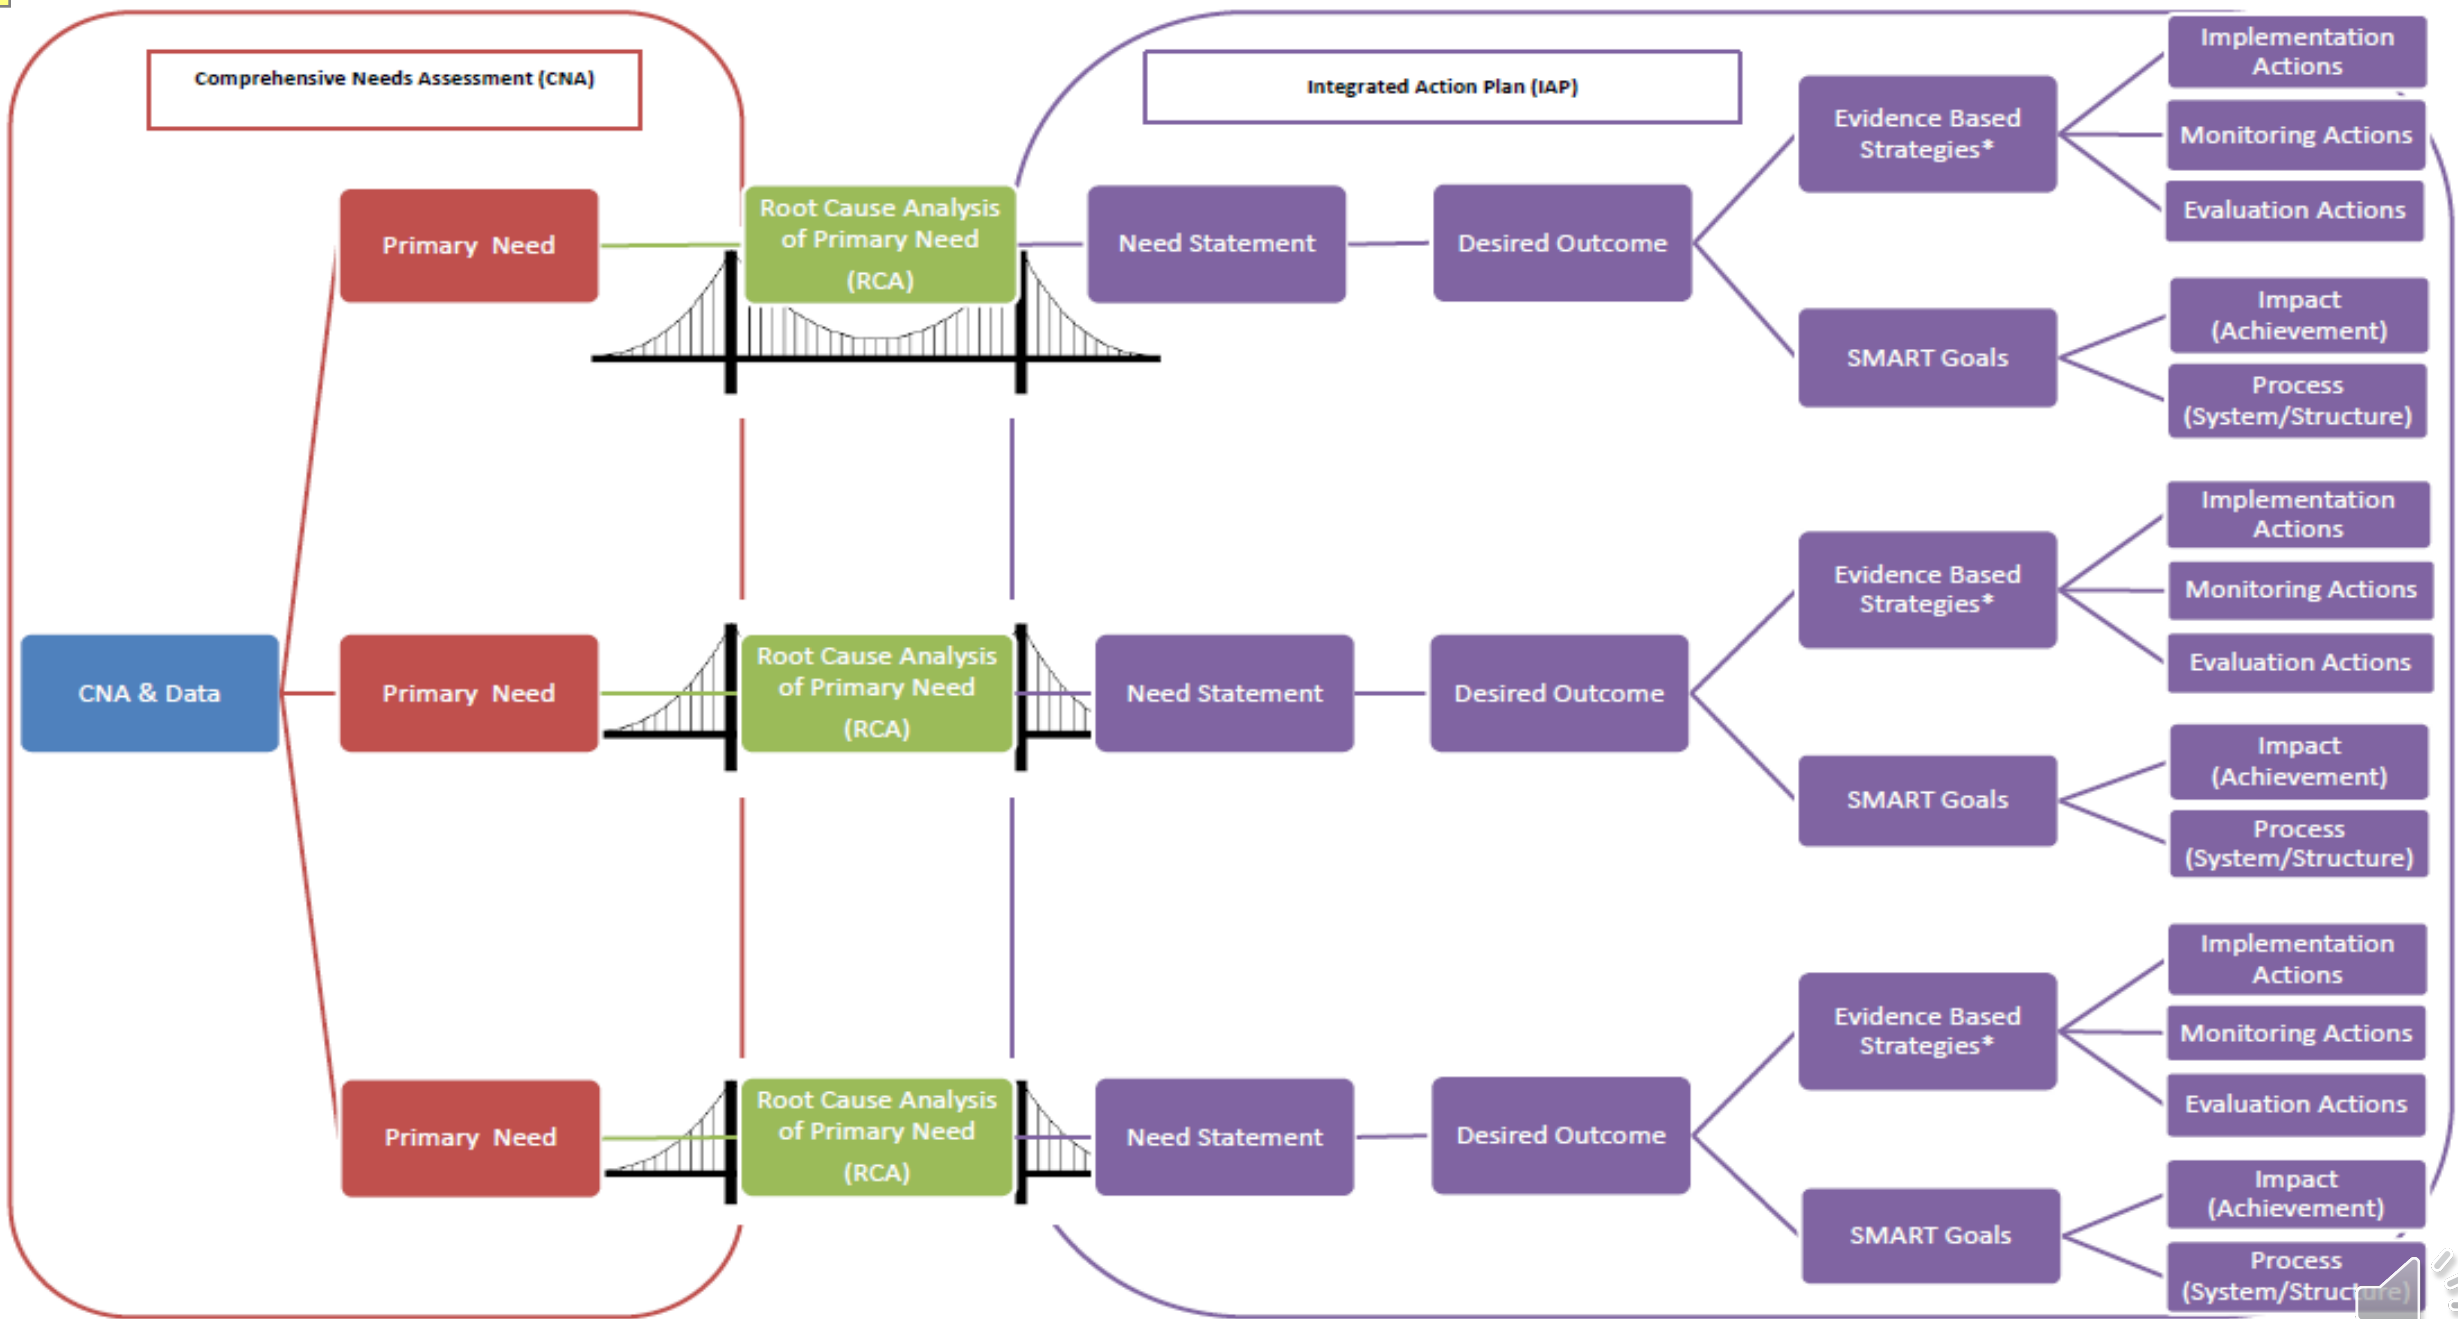 Comprehensive Needs Assessment (CNA)
Integrated Action Plan (IAP)
CNA & Data
Primary Need
Root Cause Analysis
of Primary Need
(RCA)
Need Statement
Desired Outcome
Evidence Based
Strategies*
Implementation
Actions
Monitoring Actions
Evaluation Actions
SMART Goals
Impact
(Achievement)
Process
(System/Structure)
Primary Need
Root Cause Analysis
of Primary Need
(RCA)
Need Statement
Desired Outcome
Evidence Based
Strategies*
Implementation
Actions
Monitoring Actions
Evaluation Actions
SMART Goals
Impact
(Achievement)
Process
(System/Structure)
Primary Need
Root Cause Analysis
of Primary Need
(RCA)
Need Statement
Desired Outcome
Evidence Based
Strategies*
Implementation
Actions
Monitoring Actions
Evaluation Actions
SMART Goals
Impact
(Achievement)
Process
(System/Structure)